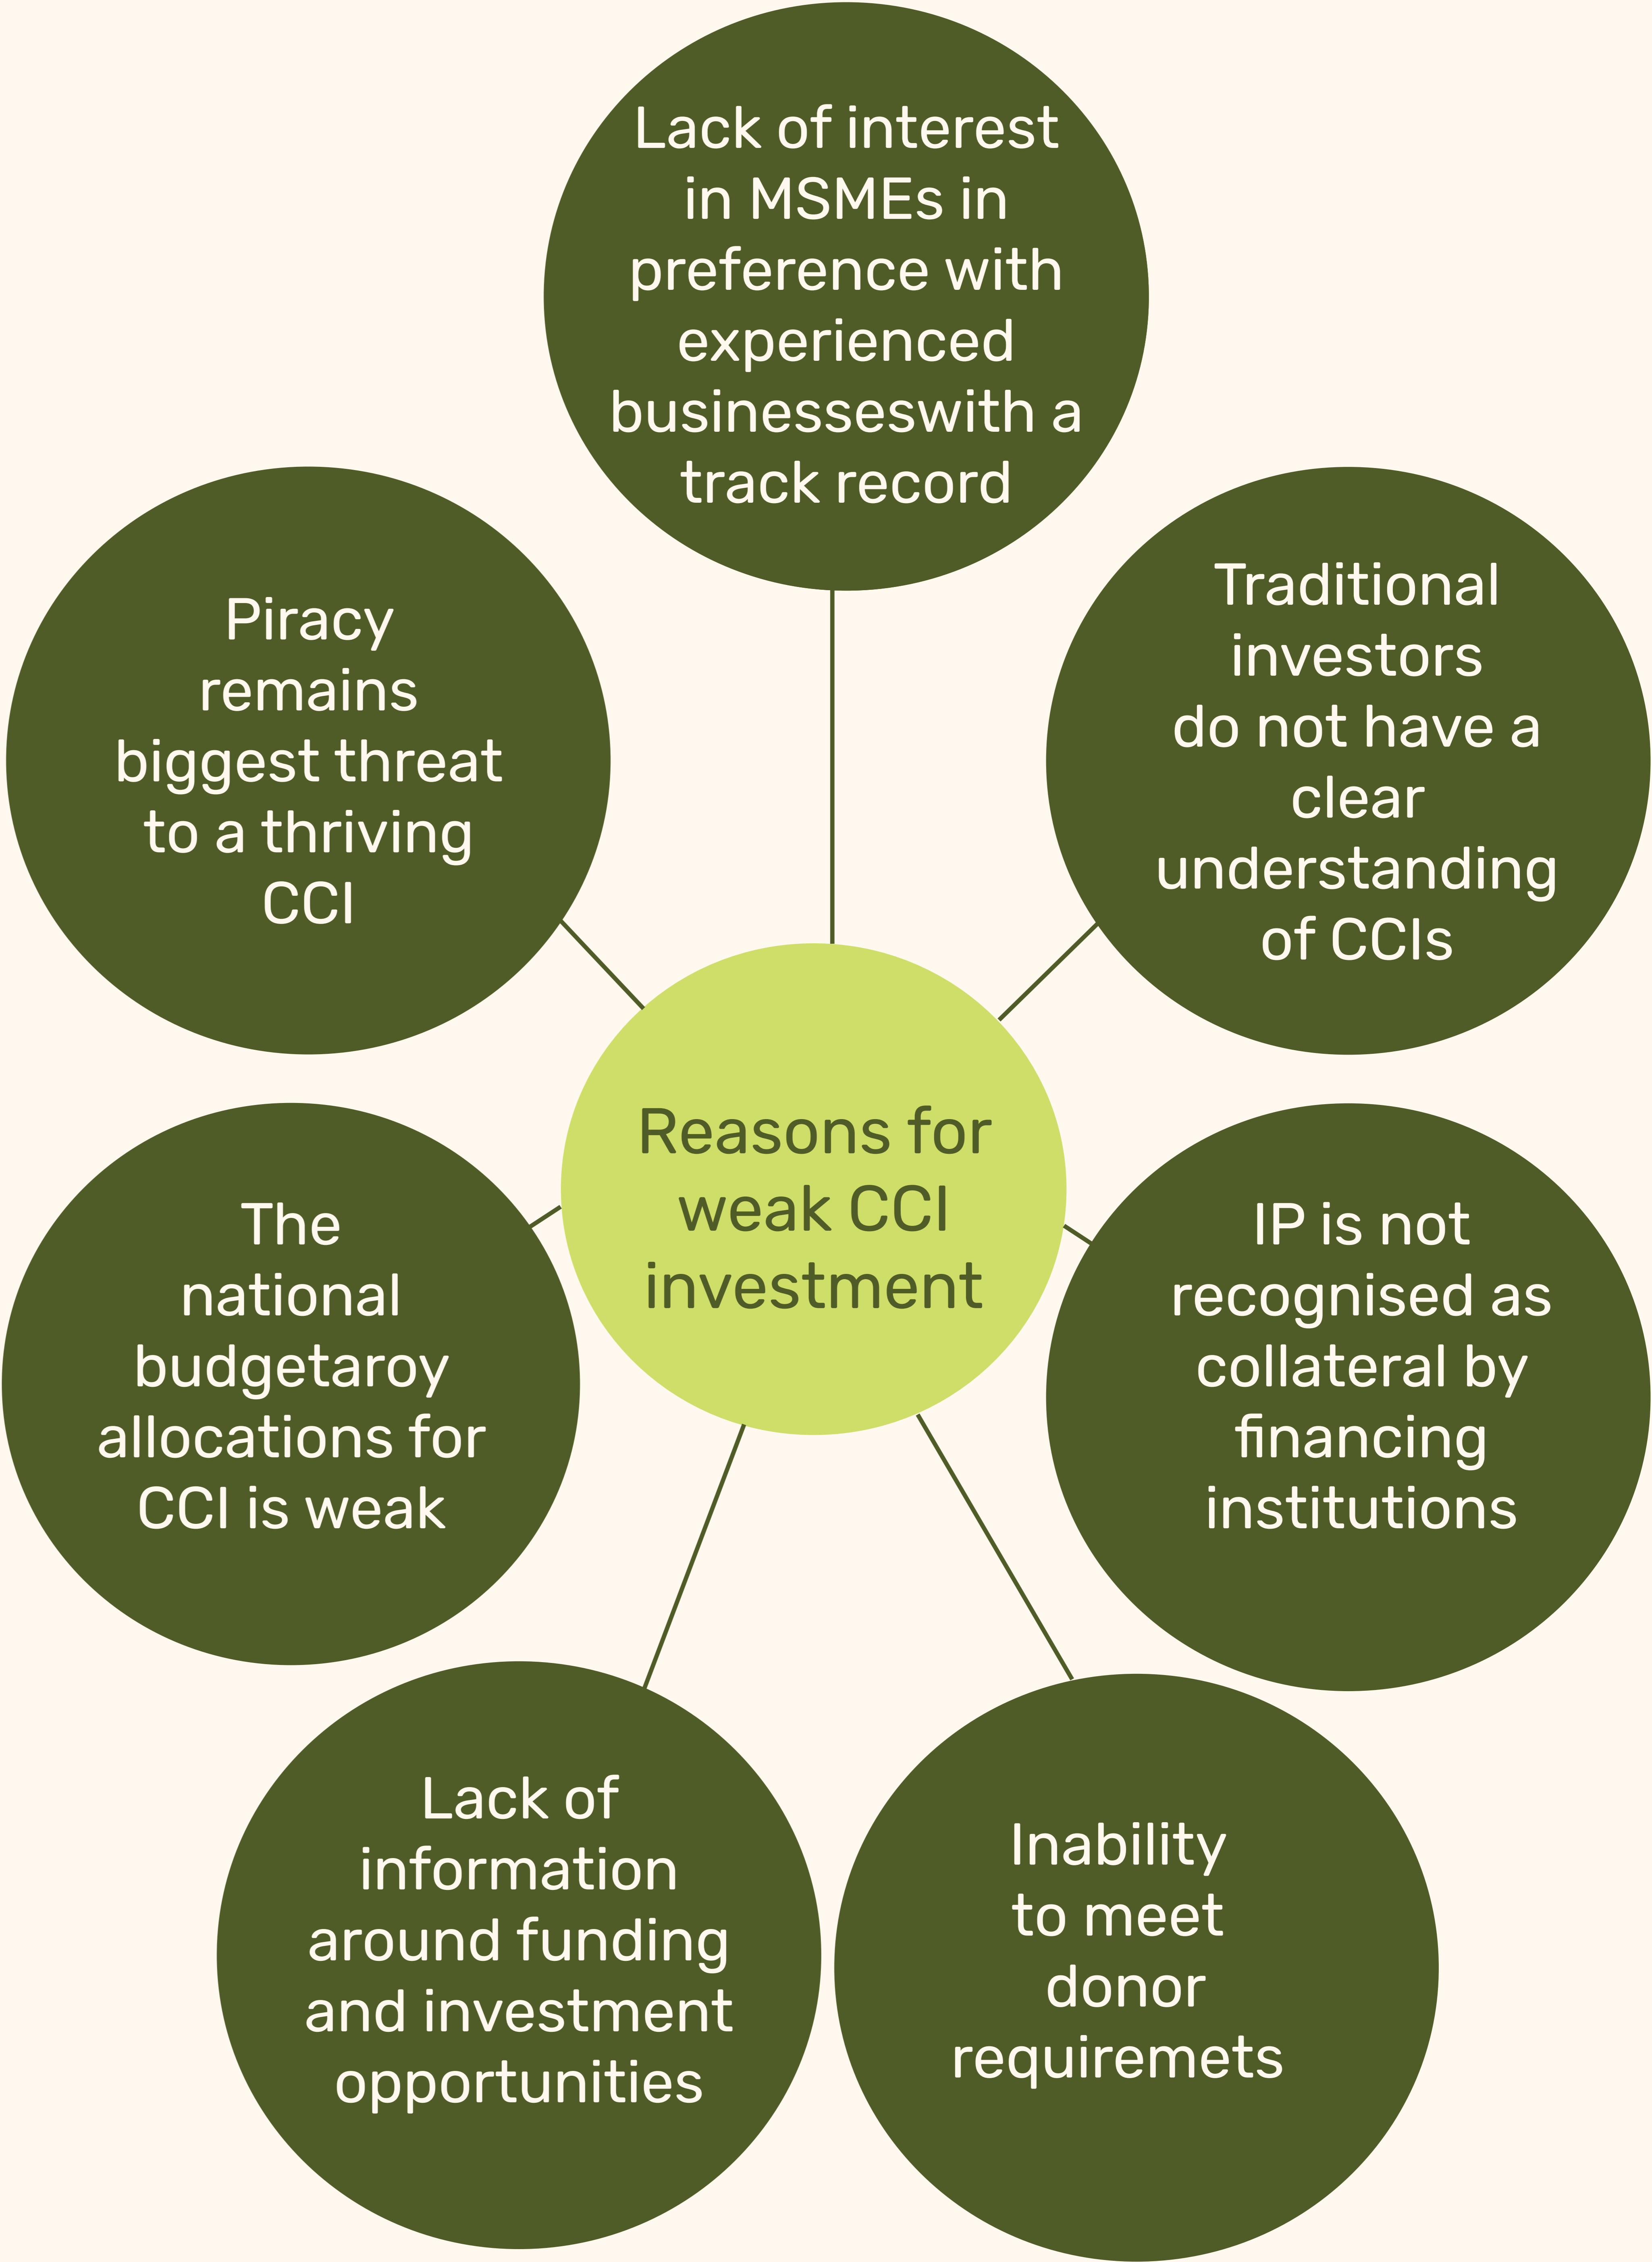 Lack of interest
in MSMEs in
preference with
experienced
businesseswith a
track record
Traditional
investors
do not have a
clear
understanding
of CCIs
Piracy
remains
biggest threat
to a thriving
CCI
Reasons for
weak CCI
investment
The
national
budgetaroy
allocations for
CCI is weak
IP is not
recognised as
collateral by
financing
institutions
Lack of
information
around funding
and investment
opportunities
Inability
to meet
donor
requiremets